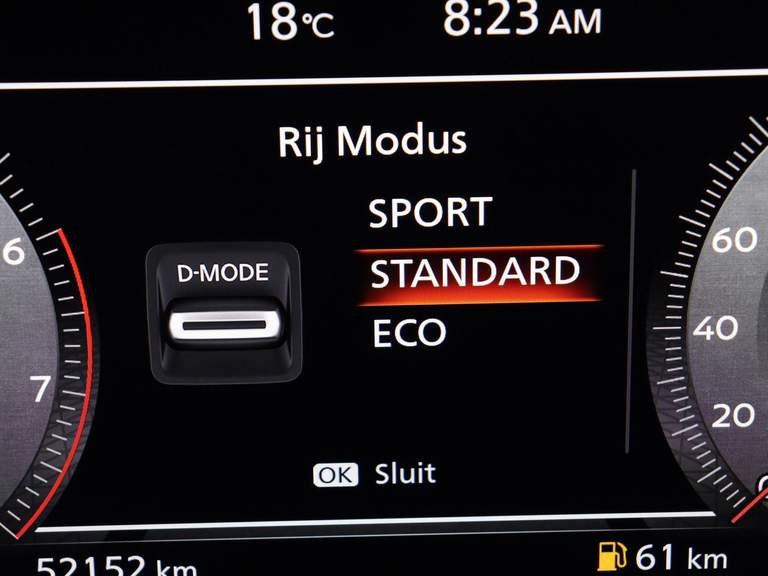 18°C 8:23 AM
Rij Modus
SPORT
D-MODE
STANDARD
ECO
6
7
60
40
20
0
OK Sluit
52152 km
61 km